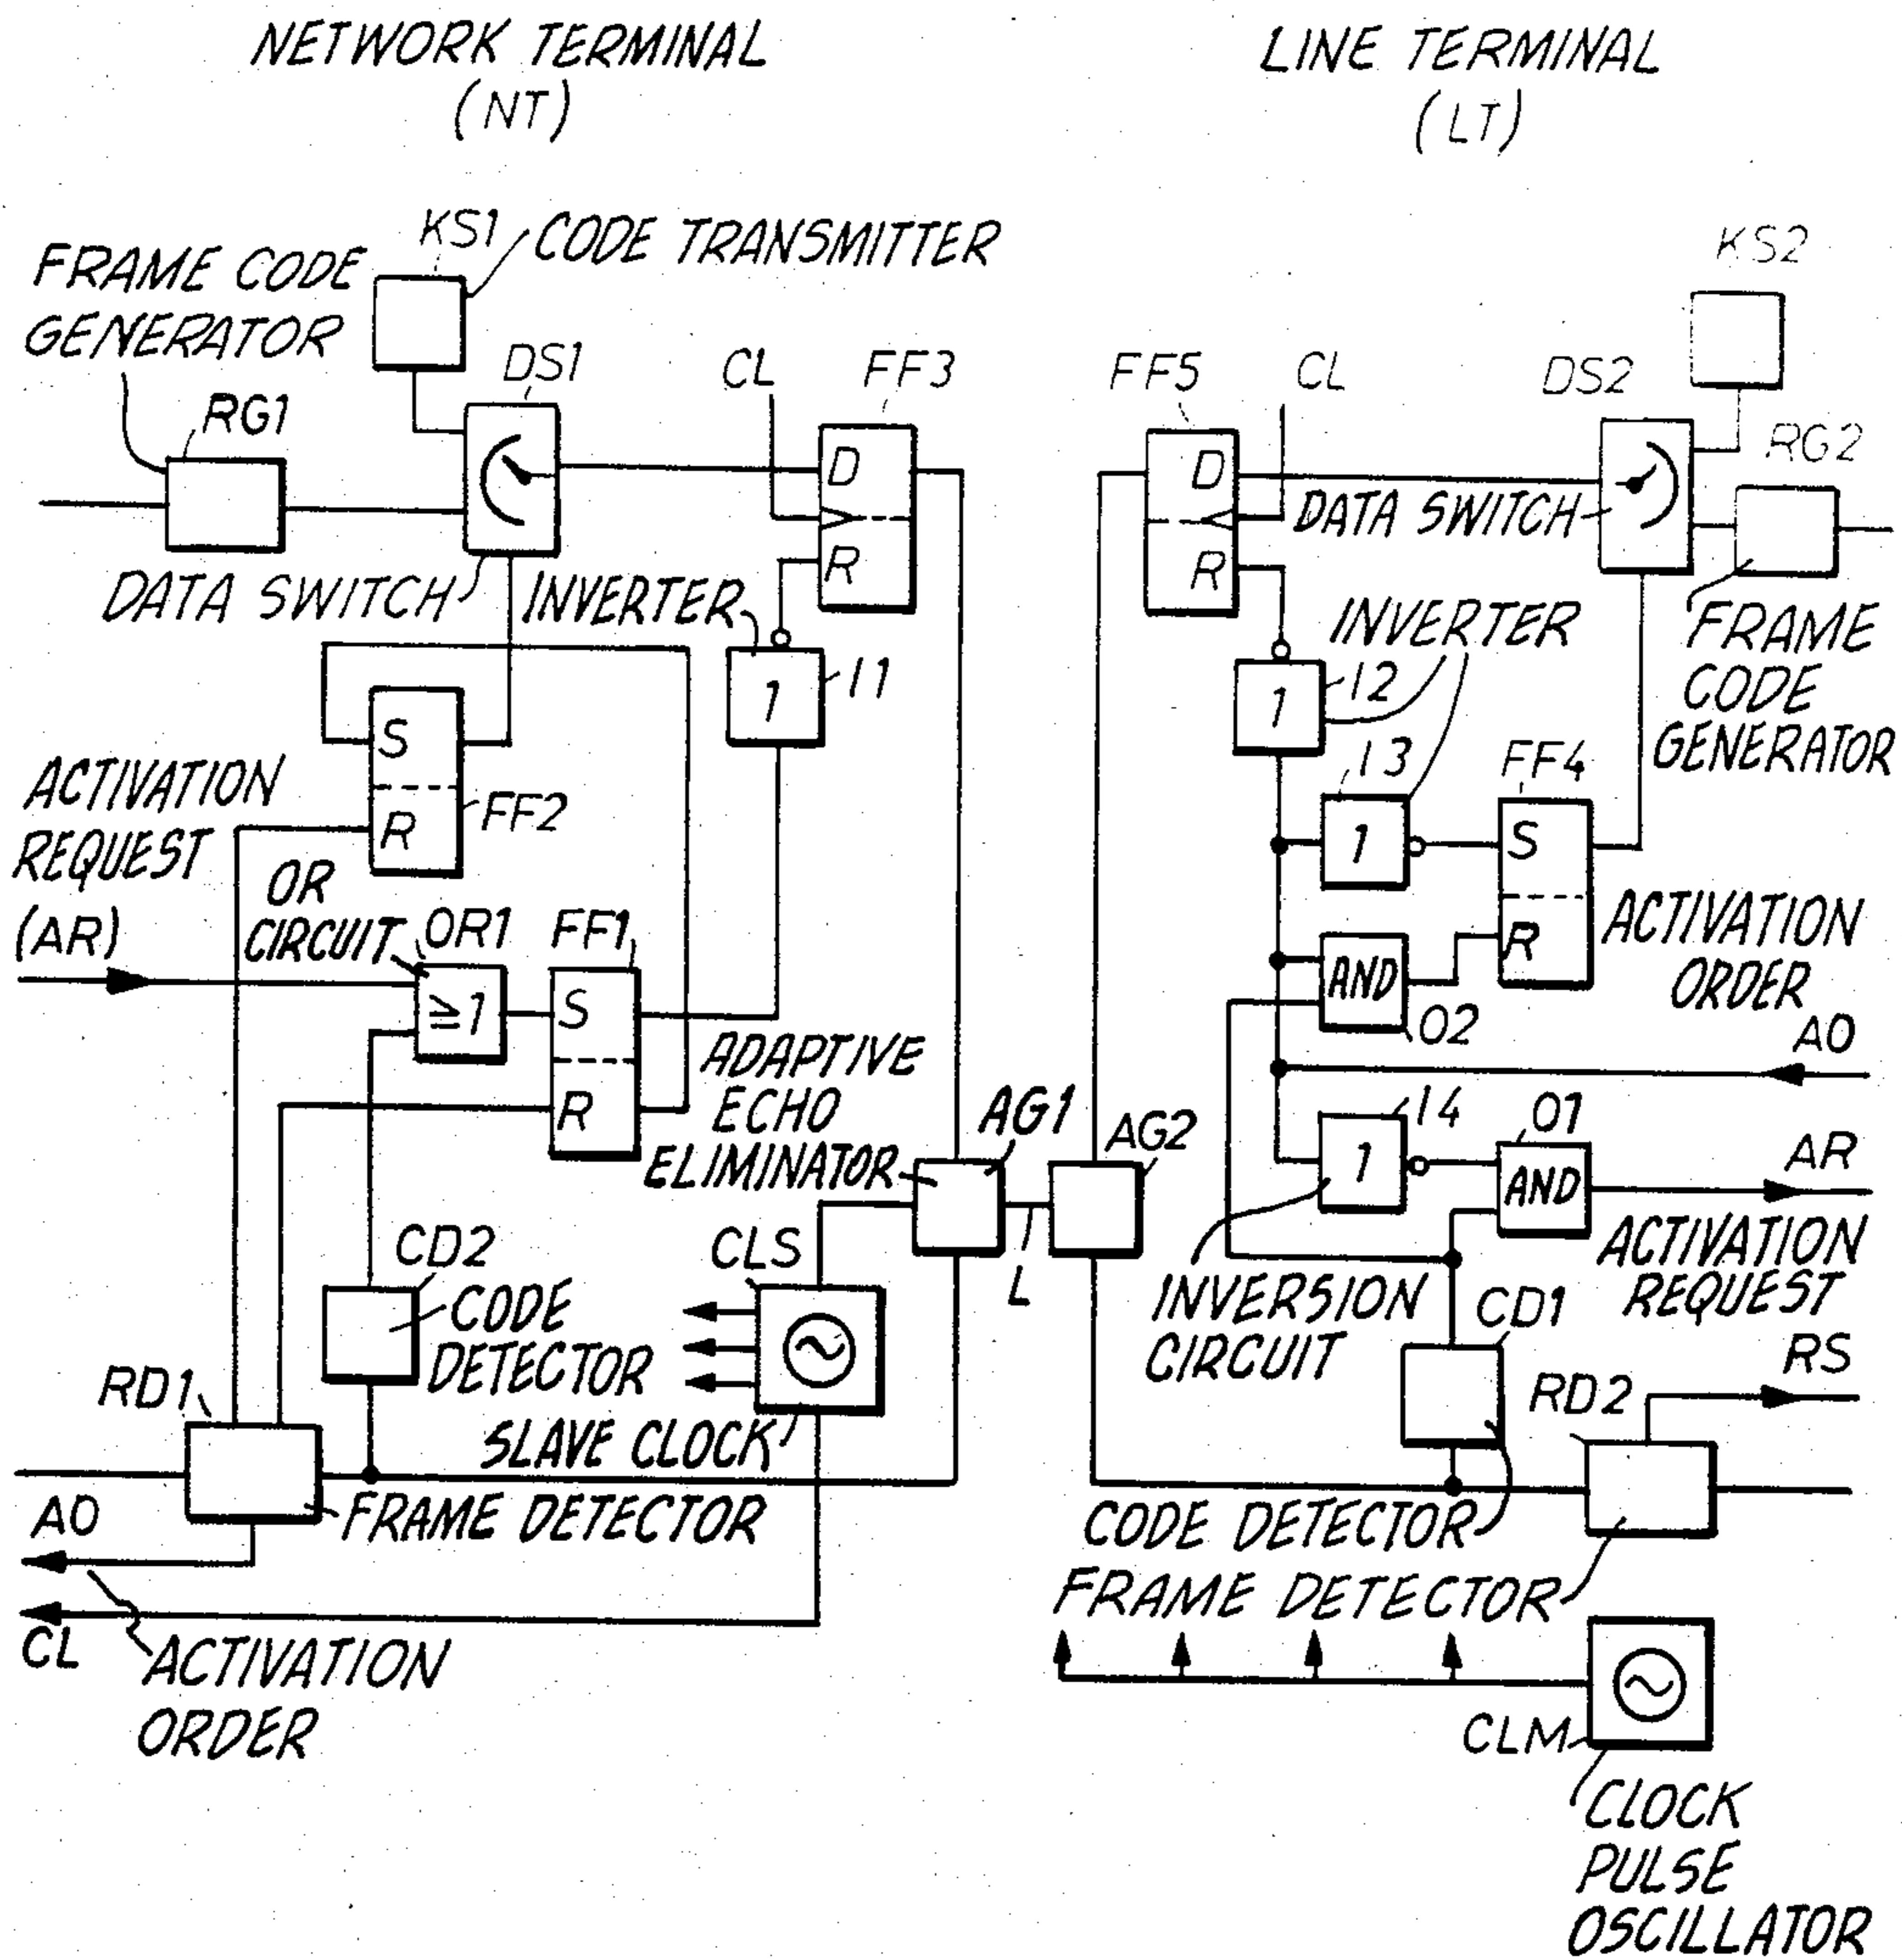 NETWORK TERMINAL
(NT)
LINE TERMINAL
(LT)
KS1
CODE TRANSMITTER
FRAME CODE
GENERATOR
RG1
DS1
CL
FF3
D
R
DATA SWITCH
INVERTER
1
I1
S
R
FF2
ACTIVATION
REQUEST
(AR)
OR
CIRCUIT
OR1
≥1
FF1
S
R
ADAPTIVE
ECHO
ELIMINATOR
AG1
CD2
CODE
DETECTOR
CLS
SLAVE CLOCK
RD1
FRAME DETECTOR
AO
CL
ACTIVATION
ORDER
L
KS2
FF5
CL
DS2
RG2
D
R
DATA SWITCH
INVERTER
FRAME
CODE
GENERATOR
1
I2
I3
1
FF4
S
R
AND
O2
ACTIVATION
ORDER
AO
AG2
I4
1
O1
AND
AR
ACTIVATION
REQUEST
INVERSION
CIRCUIT
CD1
RS
RD2
CODE DETECTOR
FRAME DETECTOR
CLM
CLOCK
PULSE
OSCILLATOR